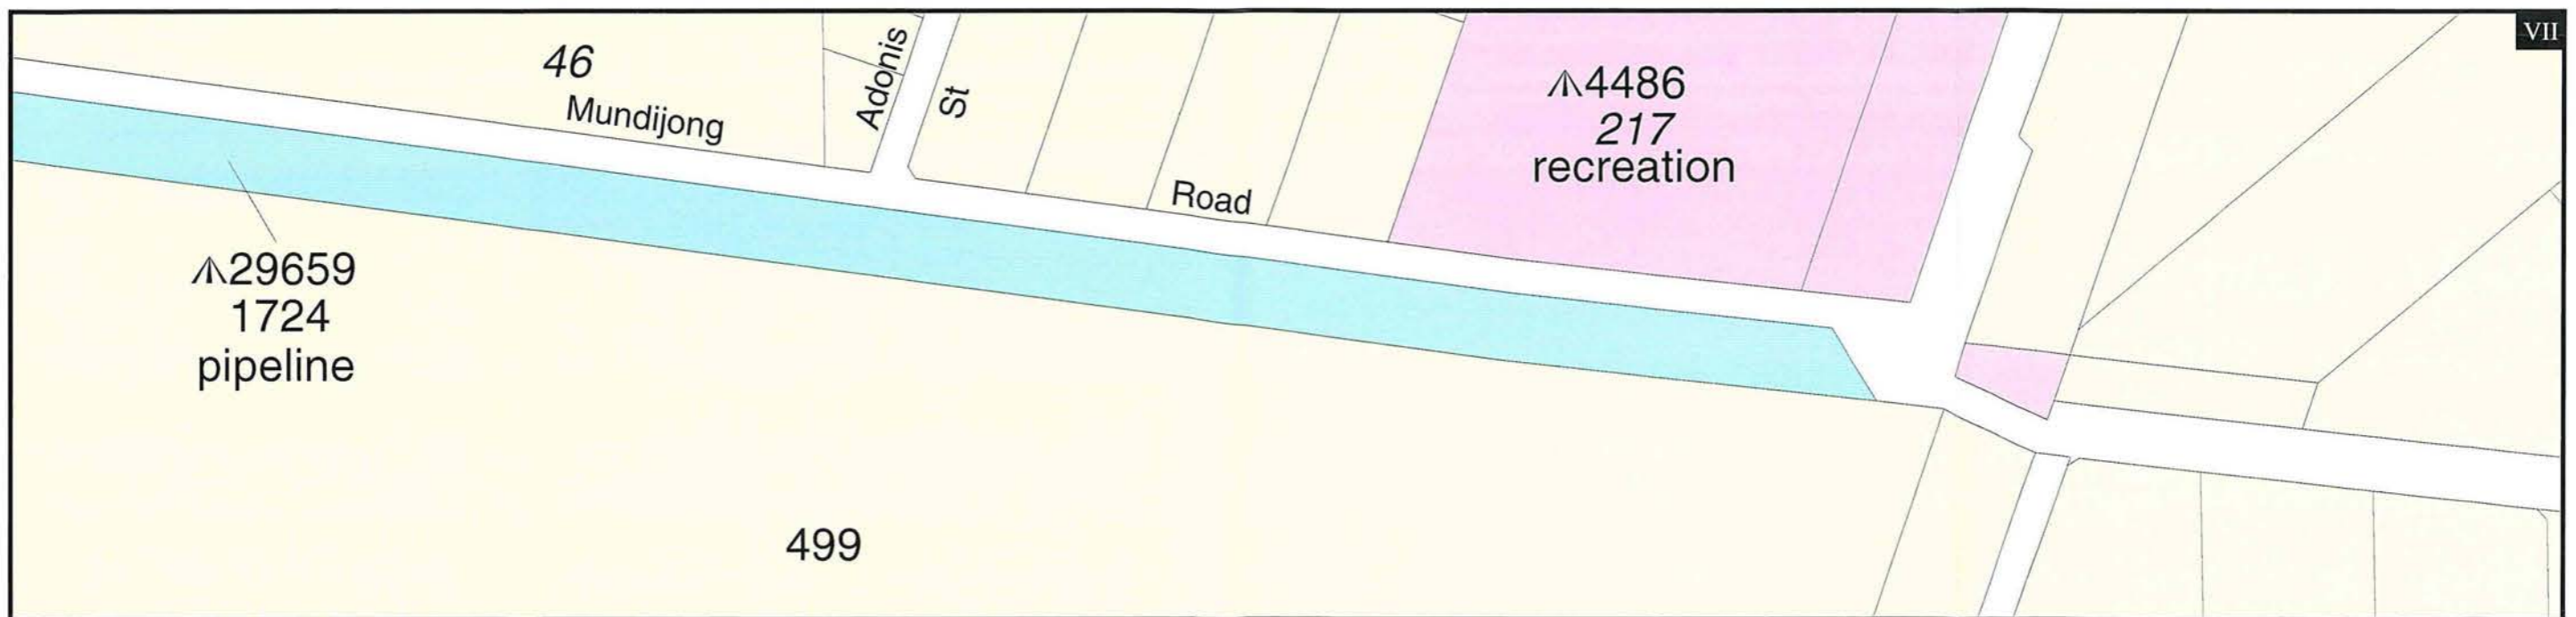 VII
46
Mundijong
Adonis
St
Road
4486
217
recreation
29659
1724
pipeline
499